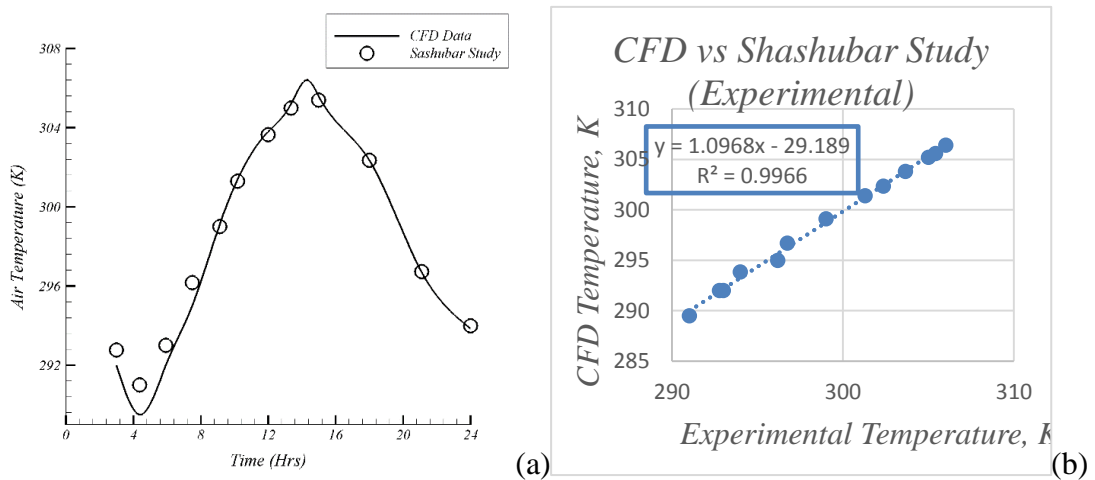 308
304
300
296
292
Air Temperature (K)
CFD Data
Sashubar Study
0
4
8
12
16
20
24
Time (Hrs)
(a)
CFD vs Shashubar Study
(Experimental)
310
305
300
295
290
285
CFD Temperature, K
y = 1.0968x - 29.189
R² = 0.9966
290
300
310
Experimental Temperature, K
(b)